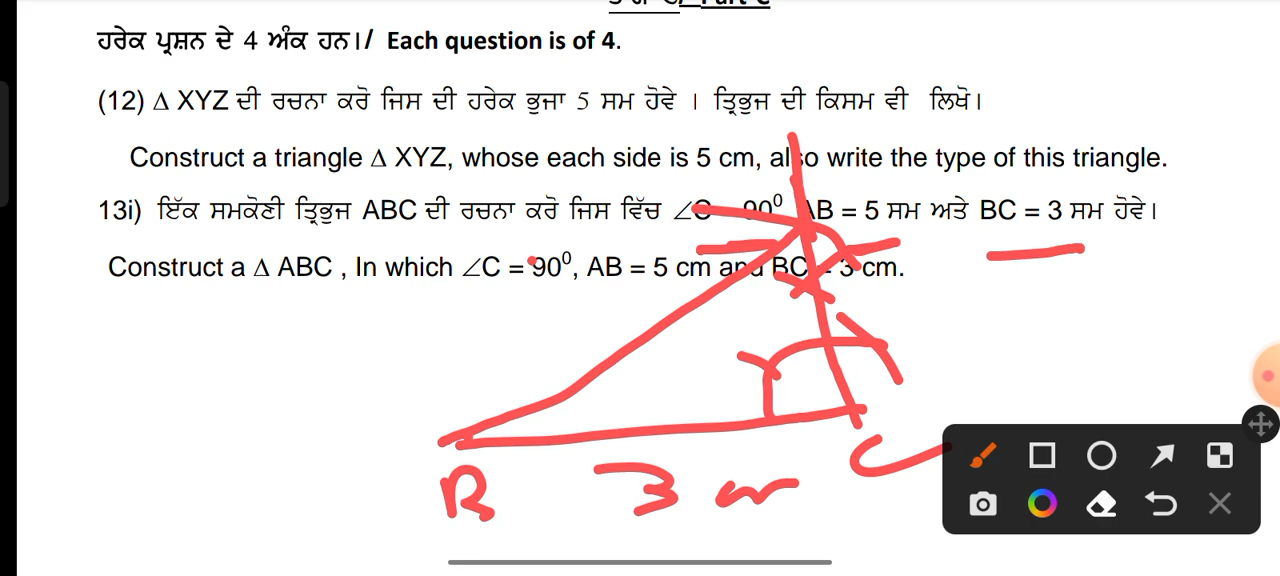 Part C
ਹਰੇਕ ਪ੍ਰਸ਼ਨ ਦੇ 4 ਅੰਕ ਹਨ।/ Each question is of 4.
(12) Δ XYZ ਦੀ ਰਚਨਾ ਕਰੋ ਜਿਸ ਦੀ ਹਰੇਕ ਭੁਜਾ 5 ਸਮ ਹੋਵੇ । ਤ੍ਰਿਭੁਜ ਦੀ ਕਿਸਮ ਵੀ ਲਿਖੋ।
Construct a triangle Δ XYZ, whose each side is 5 cm, also write the type of this triangle.
13i) ਇੱਕ ਸਮਕੋਣੀ ਤ੍ਰਿਭੁਜ ABC ਦੀ ਰਚਨਾ ਕਰੋ ਜਿਸ ਵਿੱਚ ∠C 90⁰ AB = 5 ਸਮ ਅਤੇ BC = 3 ਸਮ ਹੋਵੇ।
Construct a Δ ABC , In which ∠C = 90⁰, AB = 5 cm and BC = 3 cm.
B 3 cm C